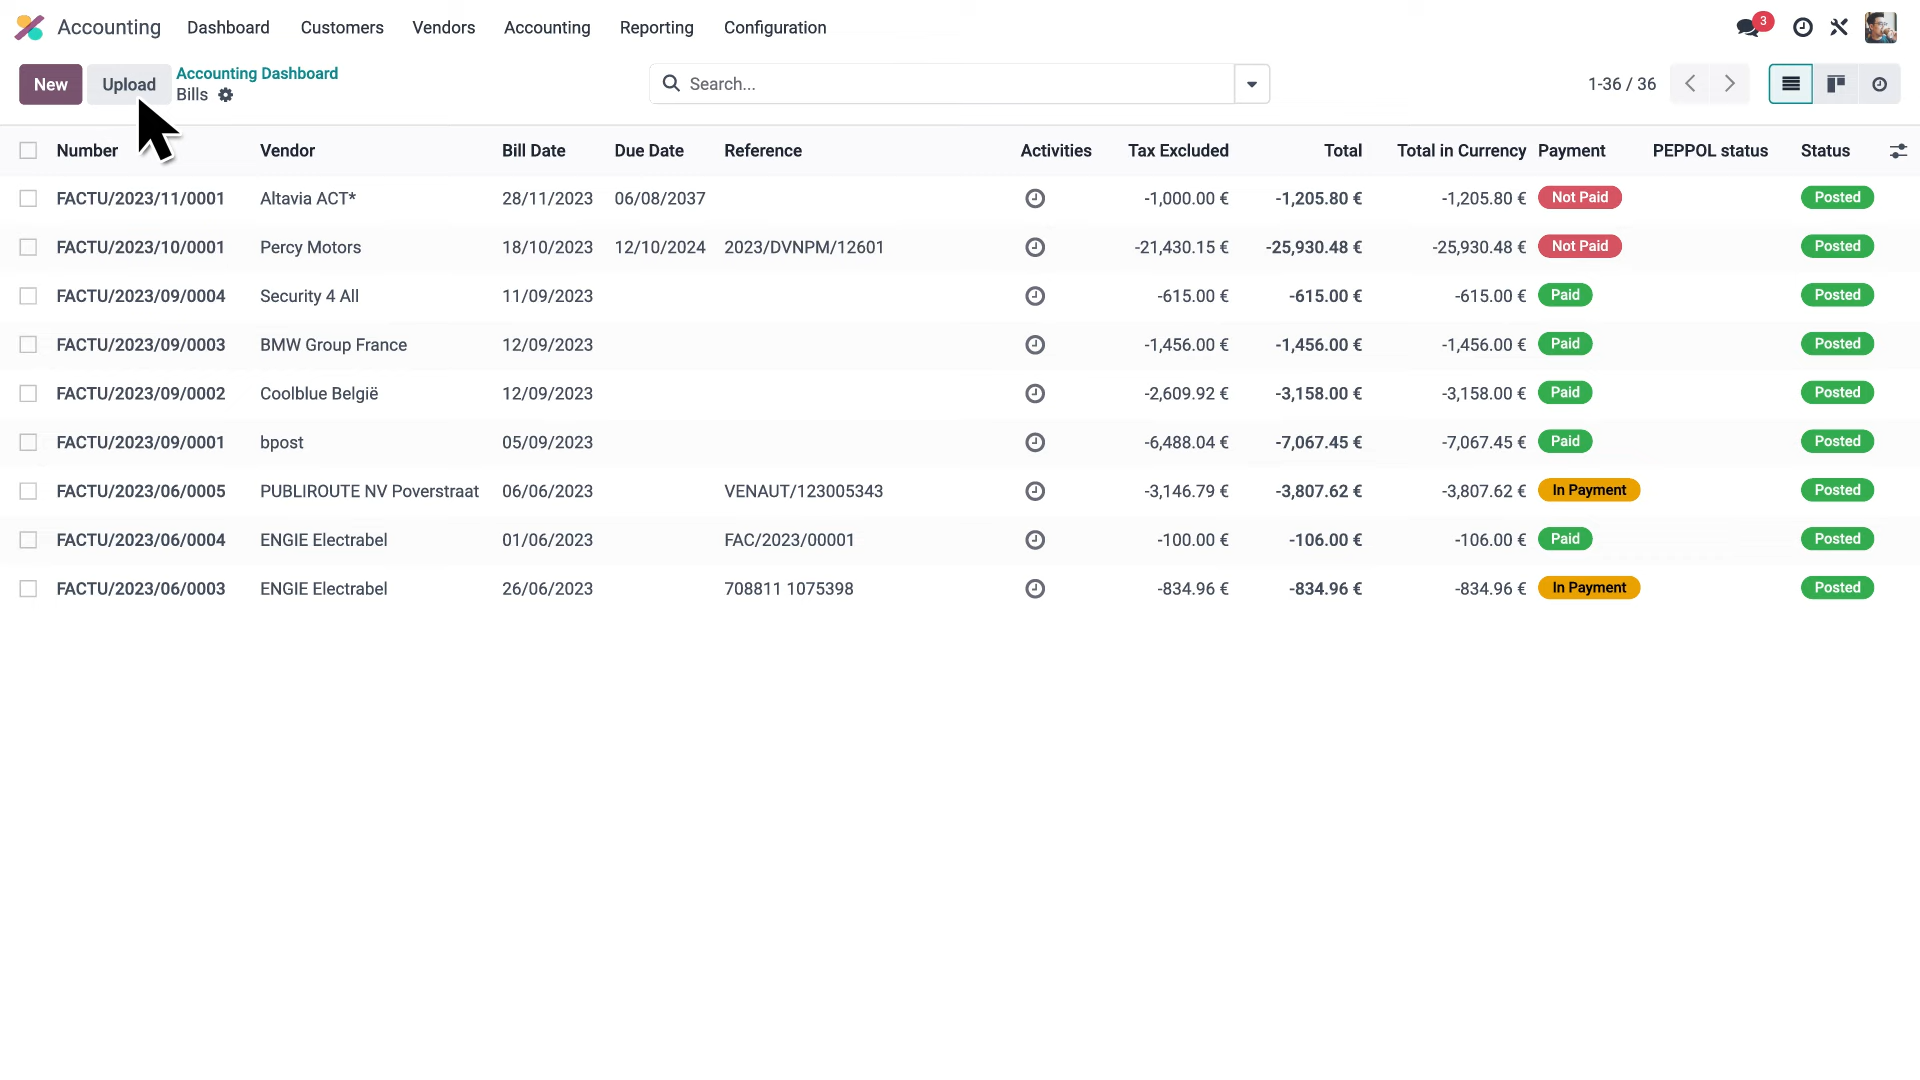 Accounting Dashboard Customers Vendors Accounting Reporting Configuration 3
New Upload Accounting Dashboard
Bills
Search...
1-36 / 36
Number Vendor Bill Date Due Date Reference Activities Tax Excluded Total Total in Currency Payment PEPPOL status Status
FACTU/2023/11/0001 Altavia ACT* 28/11/2023 06/08/2037 -1,000.00 € -1,205.80 € -1,205.80 € Not Paid Posted
FACTU/2023/10/0001 Percy Motors 18/10/2023 12/10/2024 2023/DVNPM/12601 -21,430.15 € -25,930.48 € -25,930.48 € Not Paid Posted
FACTU/2023/09/0004 Security 4 All 11/09/2023 -615.00 € -615.00 € -615.00 € Paid Posted
FACTU/2023/09/0003 BMW Group France 12/09/2023 -1,456.00 € -1,456.00 € -1,456.00 € Paid Posted
FACTU/2023/09/0002 Coolblue België 12/09/2023 -2,609.92 € -3,158.00 € -3,158.00 € Paid Posted
FACTU/2023/09/0001 bpost 05/09/2023 -6,488.04 € -7,067.45 € -7,067.45 € Paid Posted
FACTU/2023/06/0005 PUBLIROUTE NV Poverstraat 06/06/2023 VENAUT/123005343 -3,146.79 € -3,807.62 € -3,807.62 € In Payment Posted
FACTU/2023/06/0004 ENGIE Electrabel 01/06/2023 FAC/2023/00001 -100.00 € -106.00 € -106.00 € Paid Posted
FACTU/2023/06/0003 ENGIE Electrabel 26/06/2023 708811 1075398 -834.96 € -834.96 € -834.96 € In Payment Posted